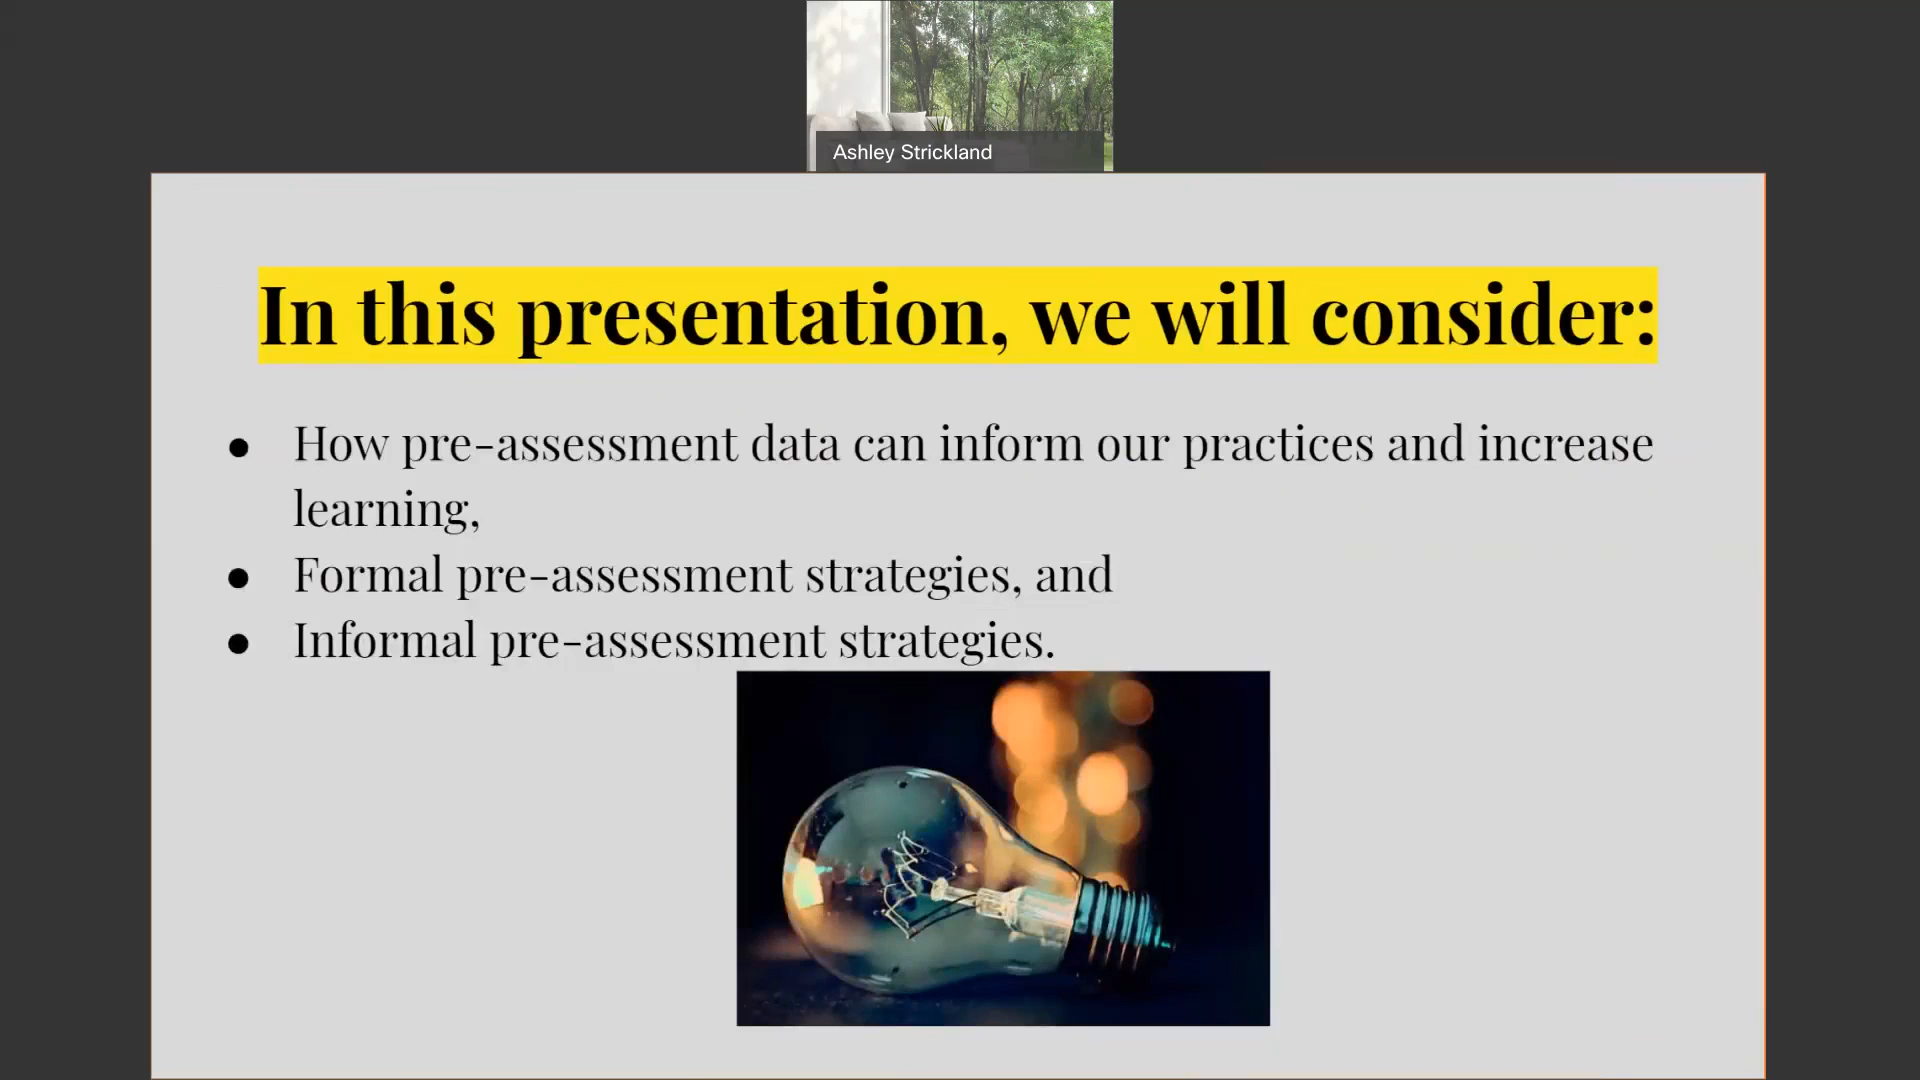 Ashley Strickland
In this presentation, we will consider:
● How pre-assessment data can inform our practices and increase
learning,
● Formal pre-assessment strategies, and
● Informal pre-assessment strategies.